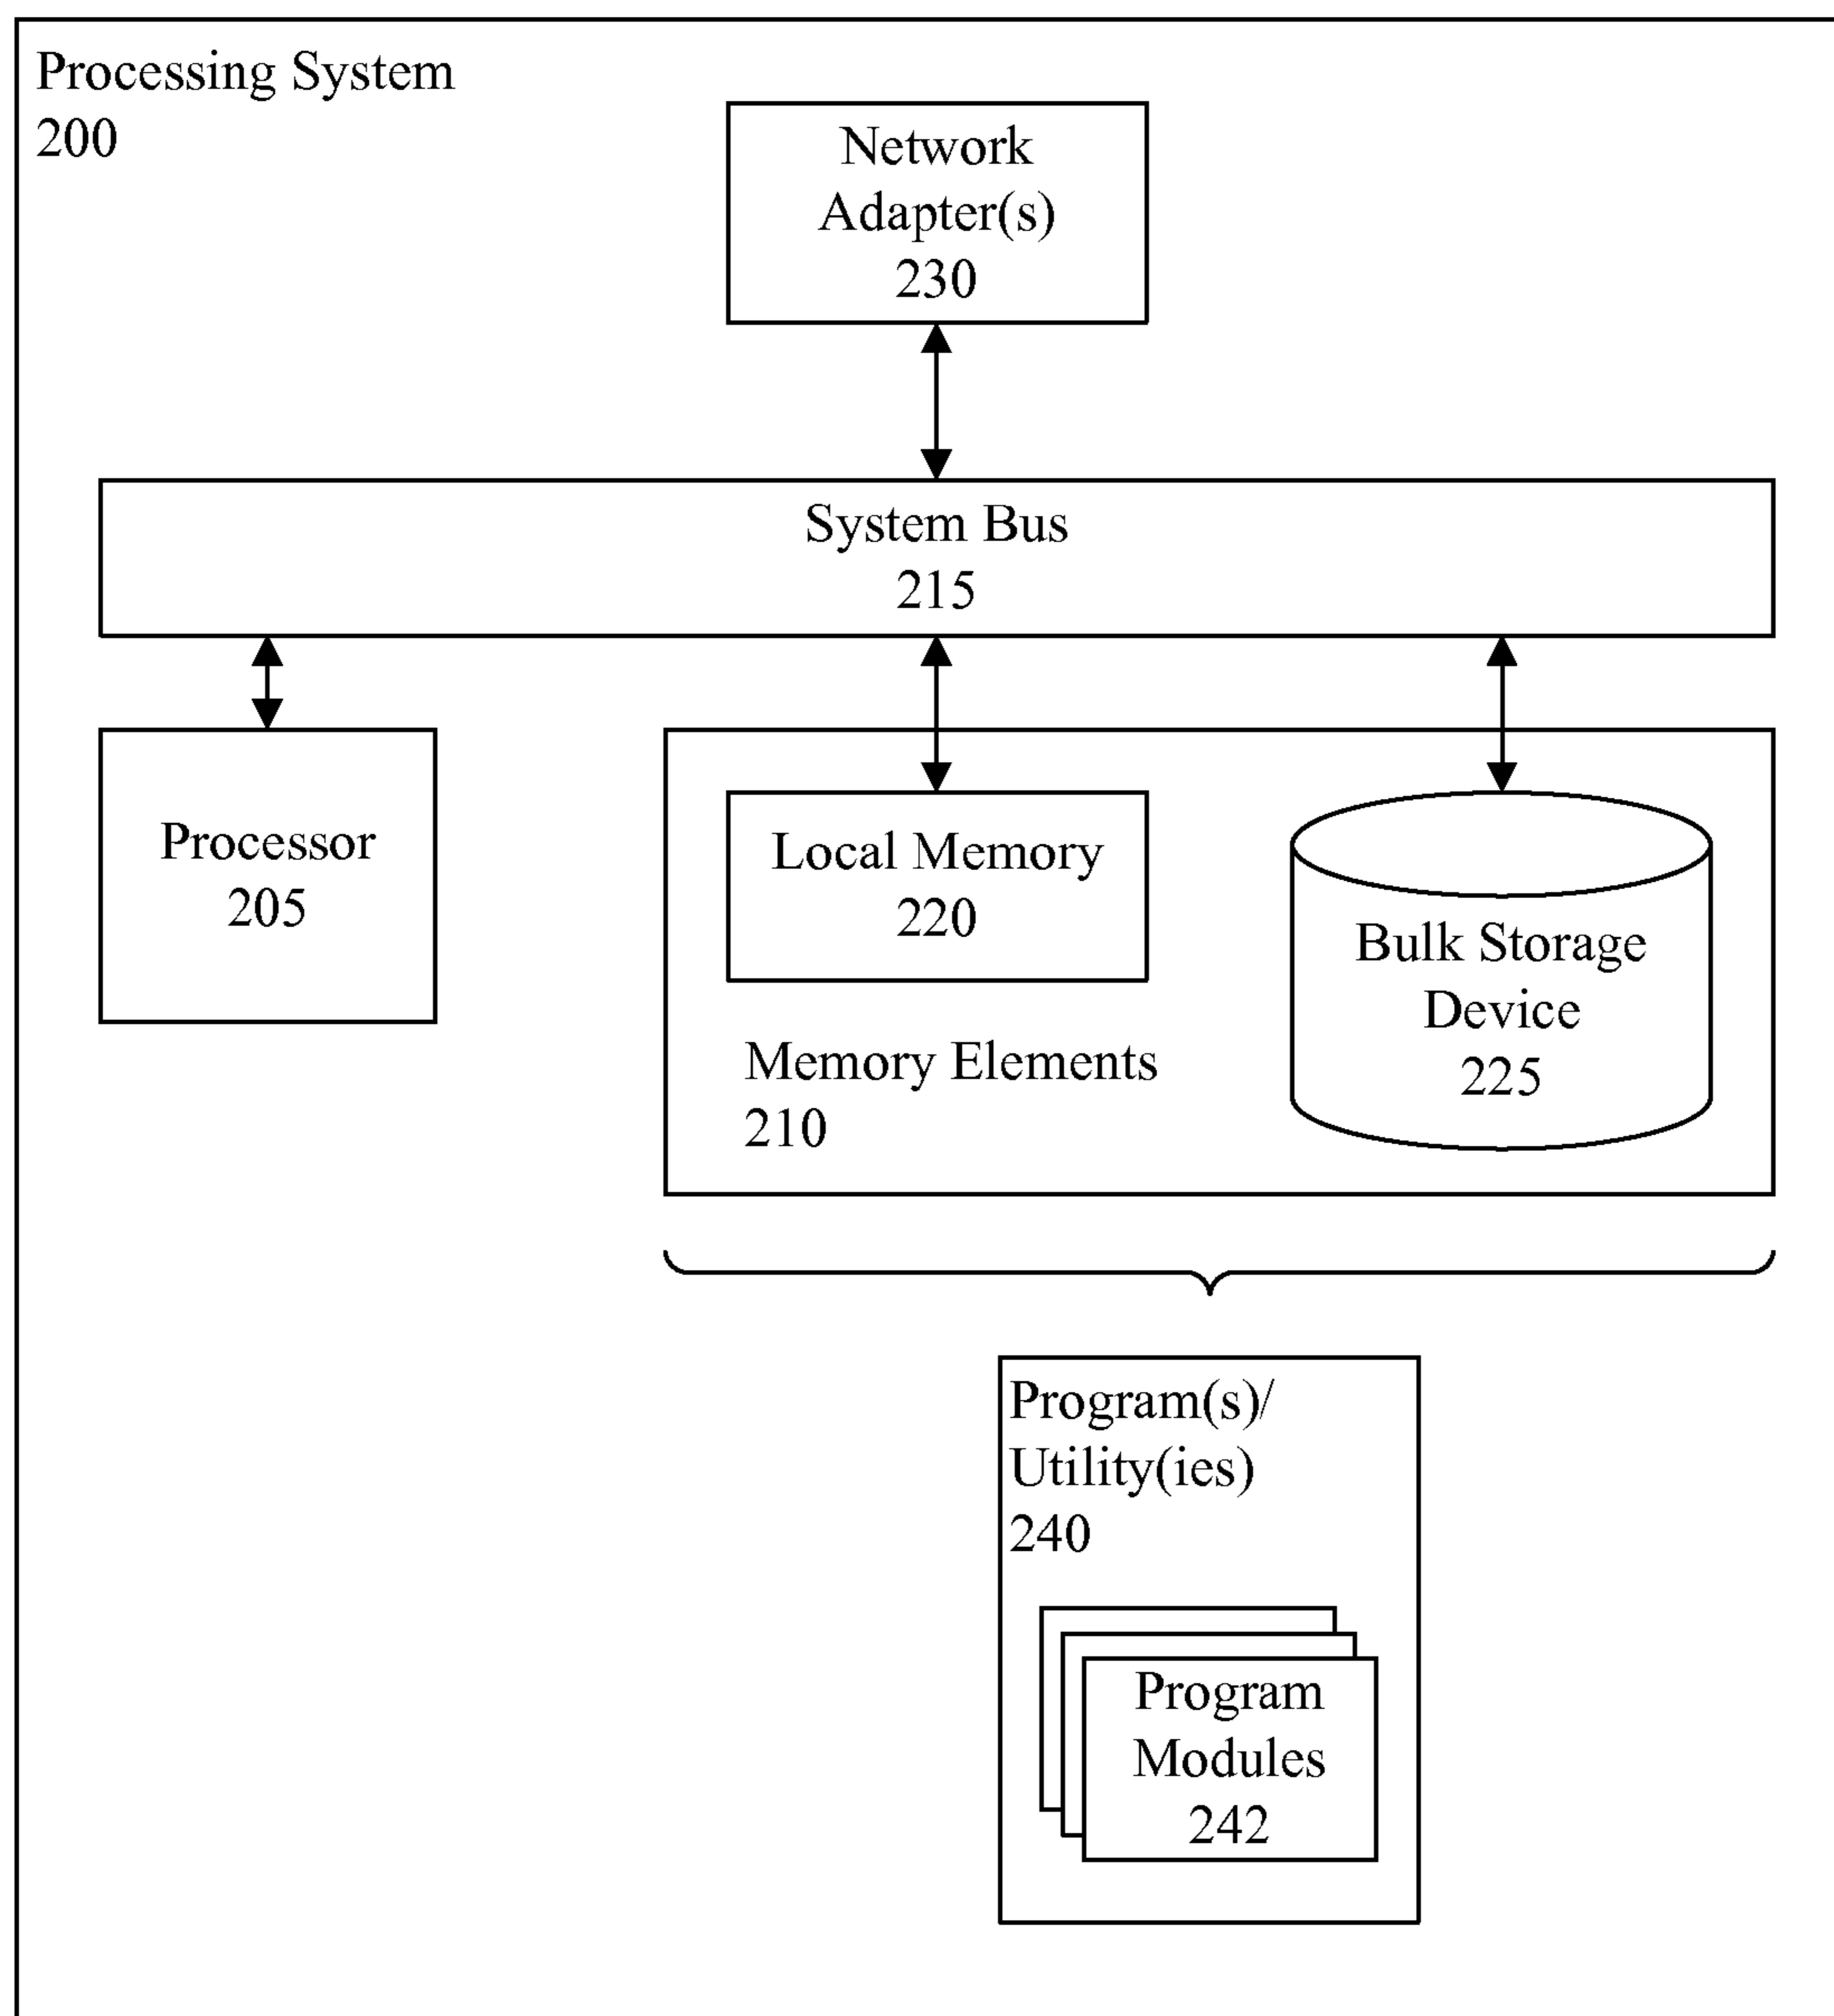 Processing System
200
Network
Adapter(s)
230
System Bus
215
Processor
205
Local Memory
220
Memory Elements
210
Bulk Storage
Device
225
Program(s)/
Utility(ies)
240
Program
Modules
242